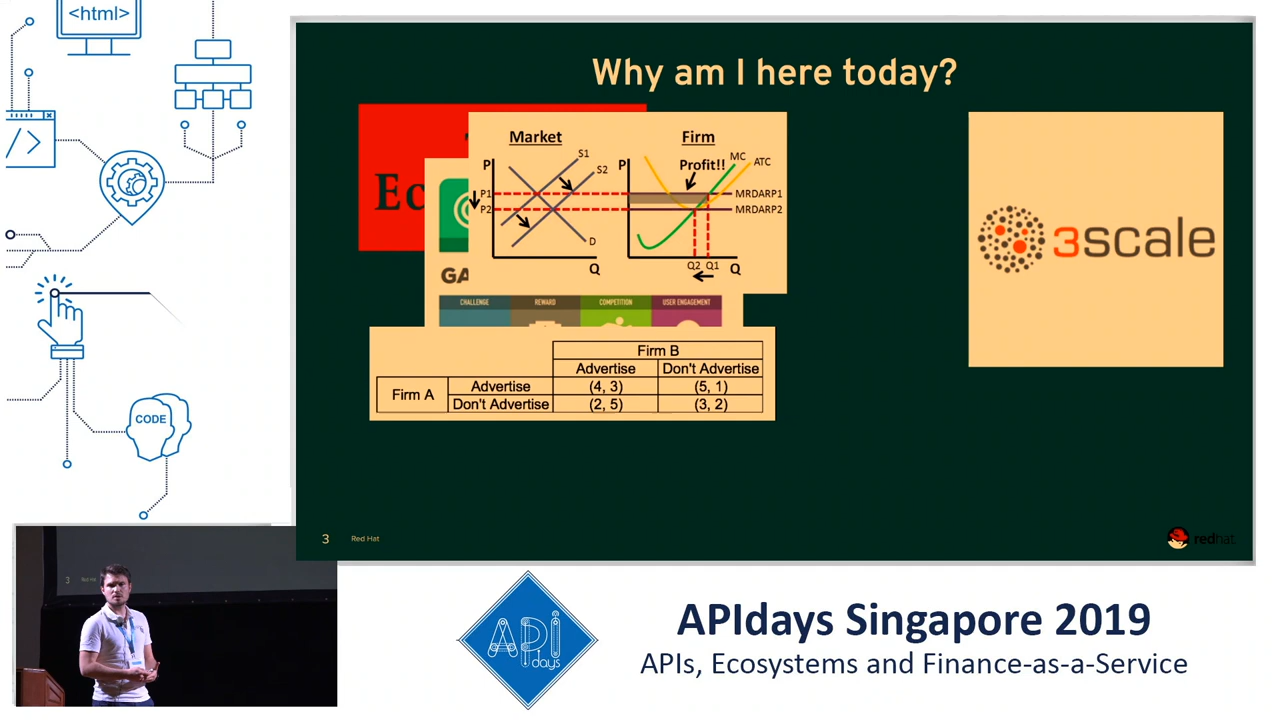 <html>
</>
CODE
Why am I here today?
Ec
GA
CHALLENGE REWARD COMPETITION USER ENGAGEMENT
Market Firm
P S1 S2 P1 P2 D Q
P Profit!! MC ATC MRDARP1 MRDARP2 Q2 Q1 Q
Firm B
Advertise Don't Advertise
Firm A Advertise (4, 3) (5, 1)
Don't Advertise (2, 5) (3, 2)
3scale
3 Red Hat
redhat.
3 Red Hat
API
days
APIdays Singapore 2019
APIs, Ecosystems and Finance-as-a-Service